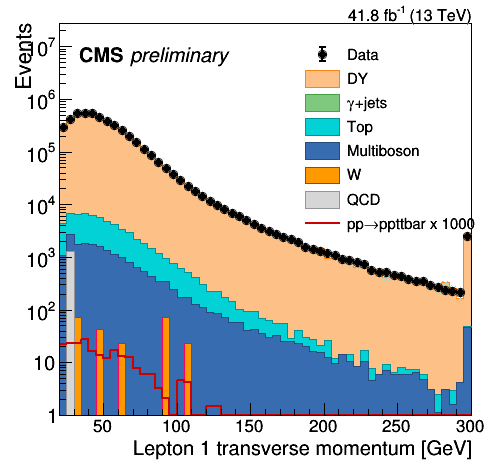 41.8 fb⁻¹ (13 TeV)
Events
CMS preliminary
Data
DY
γ+jets
Top
Multiboson
W
QCD
pp→ppttbar x 1000
10⁷
10⁶
10⁵
10⁴
10³
10²
10
1
50 100 150 200 250 300
Lepton 1 transverse momentum [GeV]